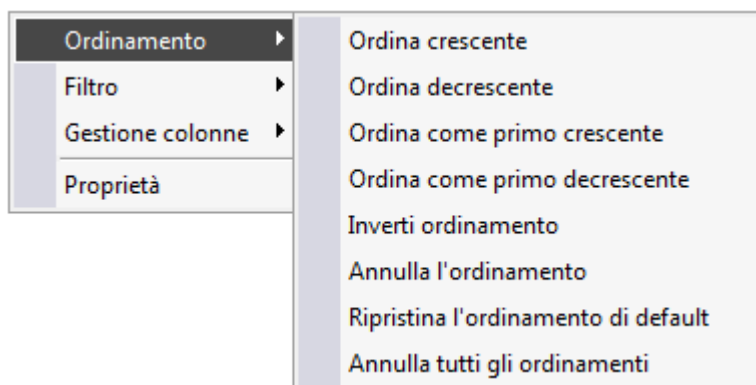 Ordinamento
Filtro
Gestione colonne
Proprietà
Ordina crescente
Ordina decrescente
Ordina come primo crescente
Ordina come primo decrescente
Inverti ordinamento
Annulla l'ordinamento
Ripristina l'ordinamento di default
Annulla tutti gli ordinamenti